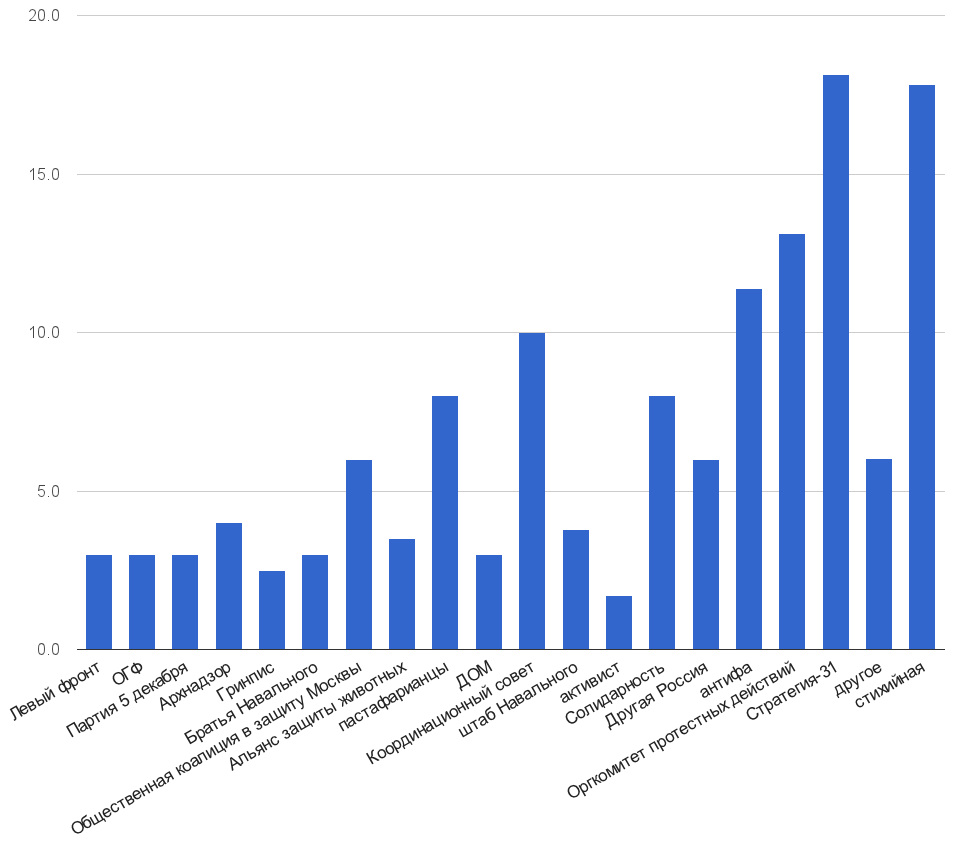 20.0
15.0
10.0
5.0
0.0
Левый фронт
ОГФ
Партия 5 декабря
Архнадзор
Гринпис
Братья Навального
Общественная коалиция в защиту Москвы
Альянс защиты животных
пастафарианцы
ДОМ
Координационный совет
штаб Навального
активист
Солидарность
Другая Россия
антифа
Оргкомитет протестных действий
Стратегия-31
другое
стихийная